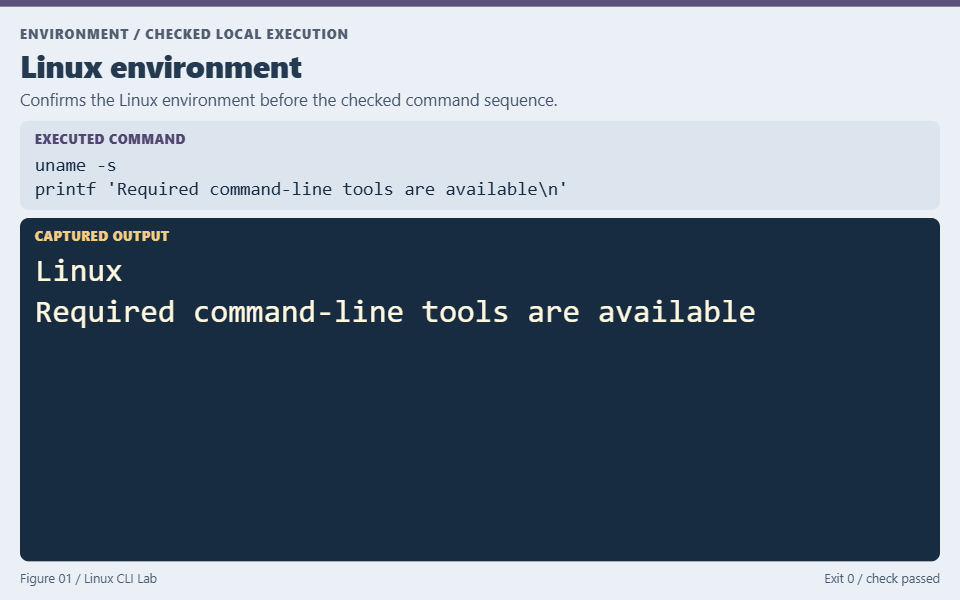 ENVIRONMENT / CHECKED LOCAL EXECUTION
Linux environment
Confirms the Linux environment before the checked command sequence.
EXECUTED COMMAND
uname -s
printf 'Required command-line tools are available\n'
CAPTURED OUTPUT
Linux
Required command-line tools are available
Figure 01 / Linux CLI Lab
Exit 0 / check passed